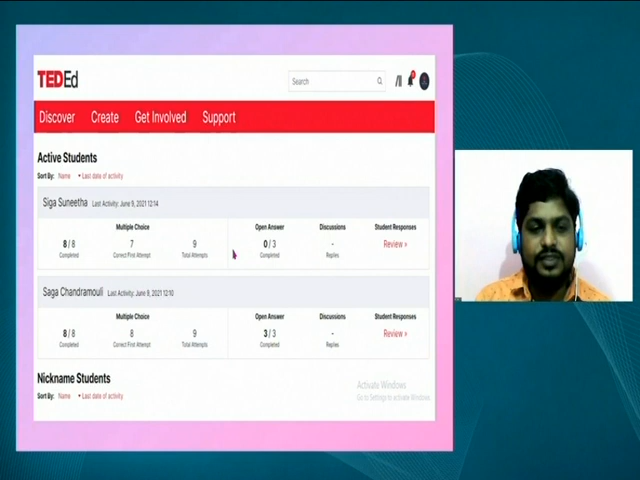 TEDEd
Search
Discover Create Get Involved Support
Active Students
Sort By: Name Last date of activity
Siga Suneetha Last Activity: June 9, 2021 12:14
Multiple Choice Open Answer Discussions Student Responses
8 / 8 7 9 0 / 3 - Review »
Completed Correct First Attempt Total Attempts Completed Replies
Saga Chandramouli Last Activity: June 9, 2021 12:10
Multiple Choice Open Answer Discussions Student Responses
8 / 8 8 9 3 / 3 - Review »
Completed Correct First Attempt Total Attempts Completed Replies
Nickname Students
Activate Windows
Sort By: Name Last date of activity Go to Settings to activate Windows.